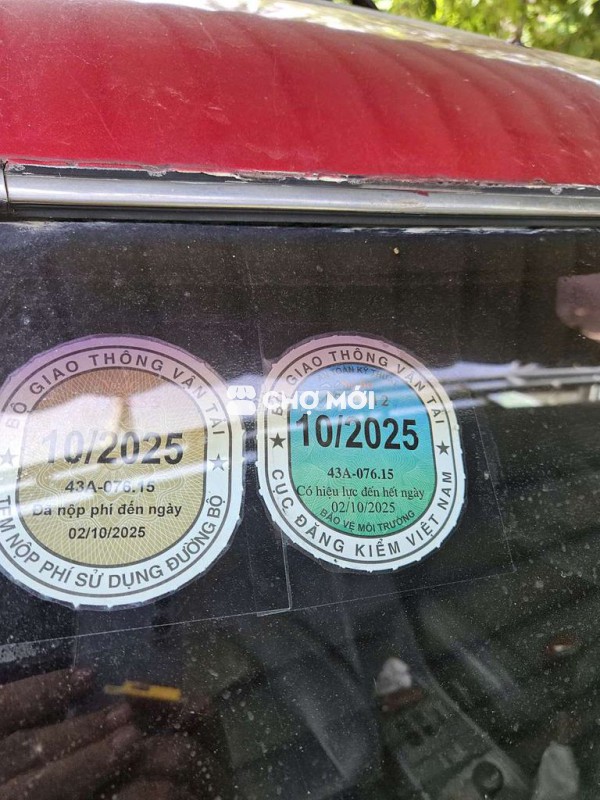 BỘ GIAO THÔNG VẬN TẢI
10/2025
43A-076.15
Đã nộp phí đến ngày
02/10/2025
TEM NỘP PHÍ SỬ DỤNG ĐƯỜNG BỘ
CHỢ MỚI
BỘ GIAO THÔNG VẬN TẢI
2
10/2025
43A-076.15
Có hiệu lực đến hết ngày
02/10/2025
BẢO VỆ MÔI TRƯỜNG
CỤC ĐĂNG KIỂM VIỆT NAM